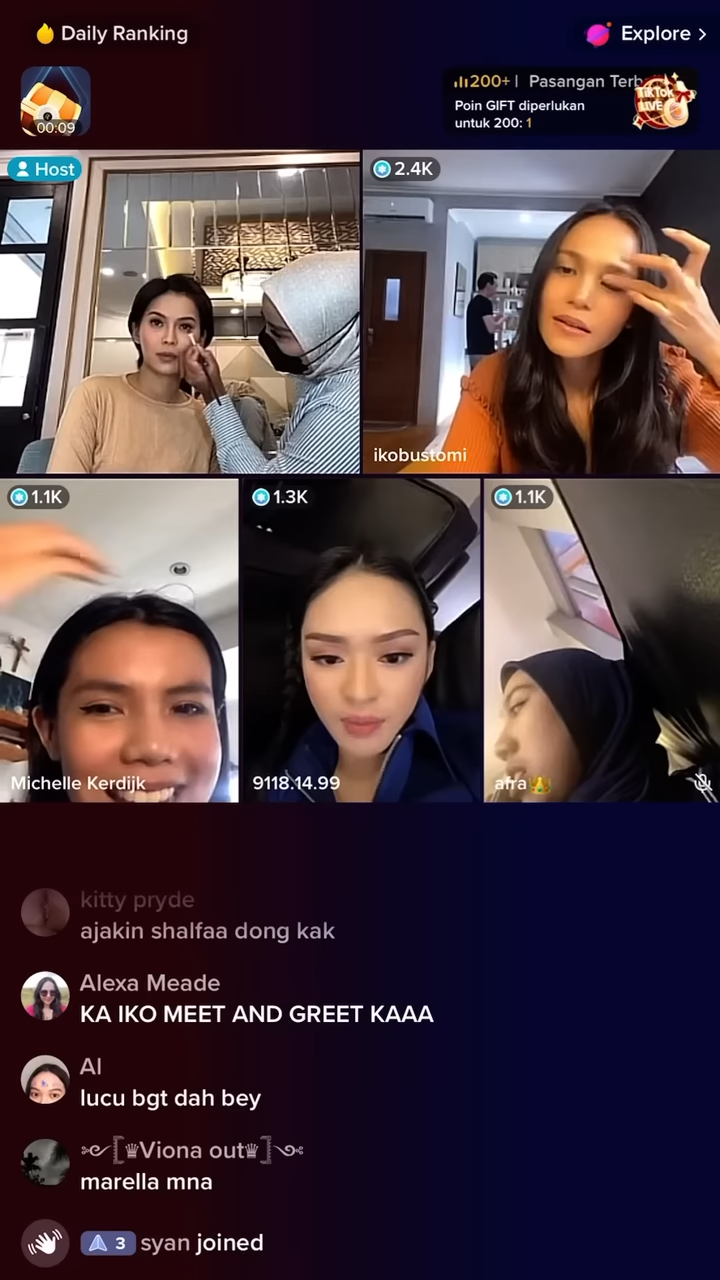 Daily Ranking
Explore >
00:09
200+ | Pasangan Terb
TikTok
LIVE
Poin GIFT diperlukan
untuk 200: 1
Host
2.4K
ikobustomi
1.1K
1.3K
1.1K
Michelle Kerdijk
9118.14.99
afra👑
kitty pryde
ajakin shalfaa dong kak
Alexa Meade
KA IKO MEET AND GREET KAAA
Al
lucu bgt dah bey
༺[♛Viona out♛]༻
marella mna
3 syan joined